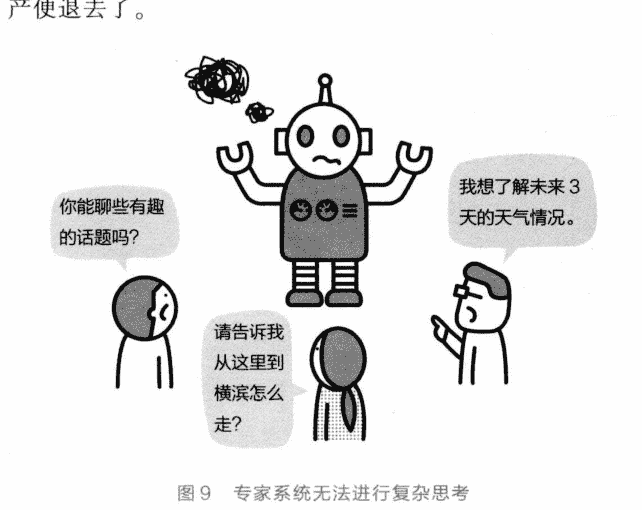 产便退去了。
你能聊些有趣
的话题吗？
我想了解未来 3
天的天气情况。
请告诉我
从这里到
横滨怎么
走？
图 9 专家系统无法进行复杂思考